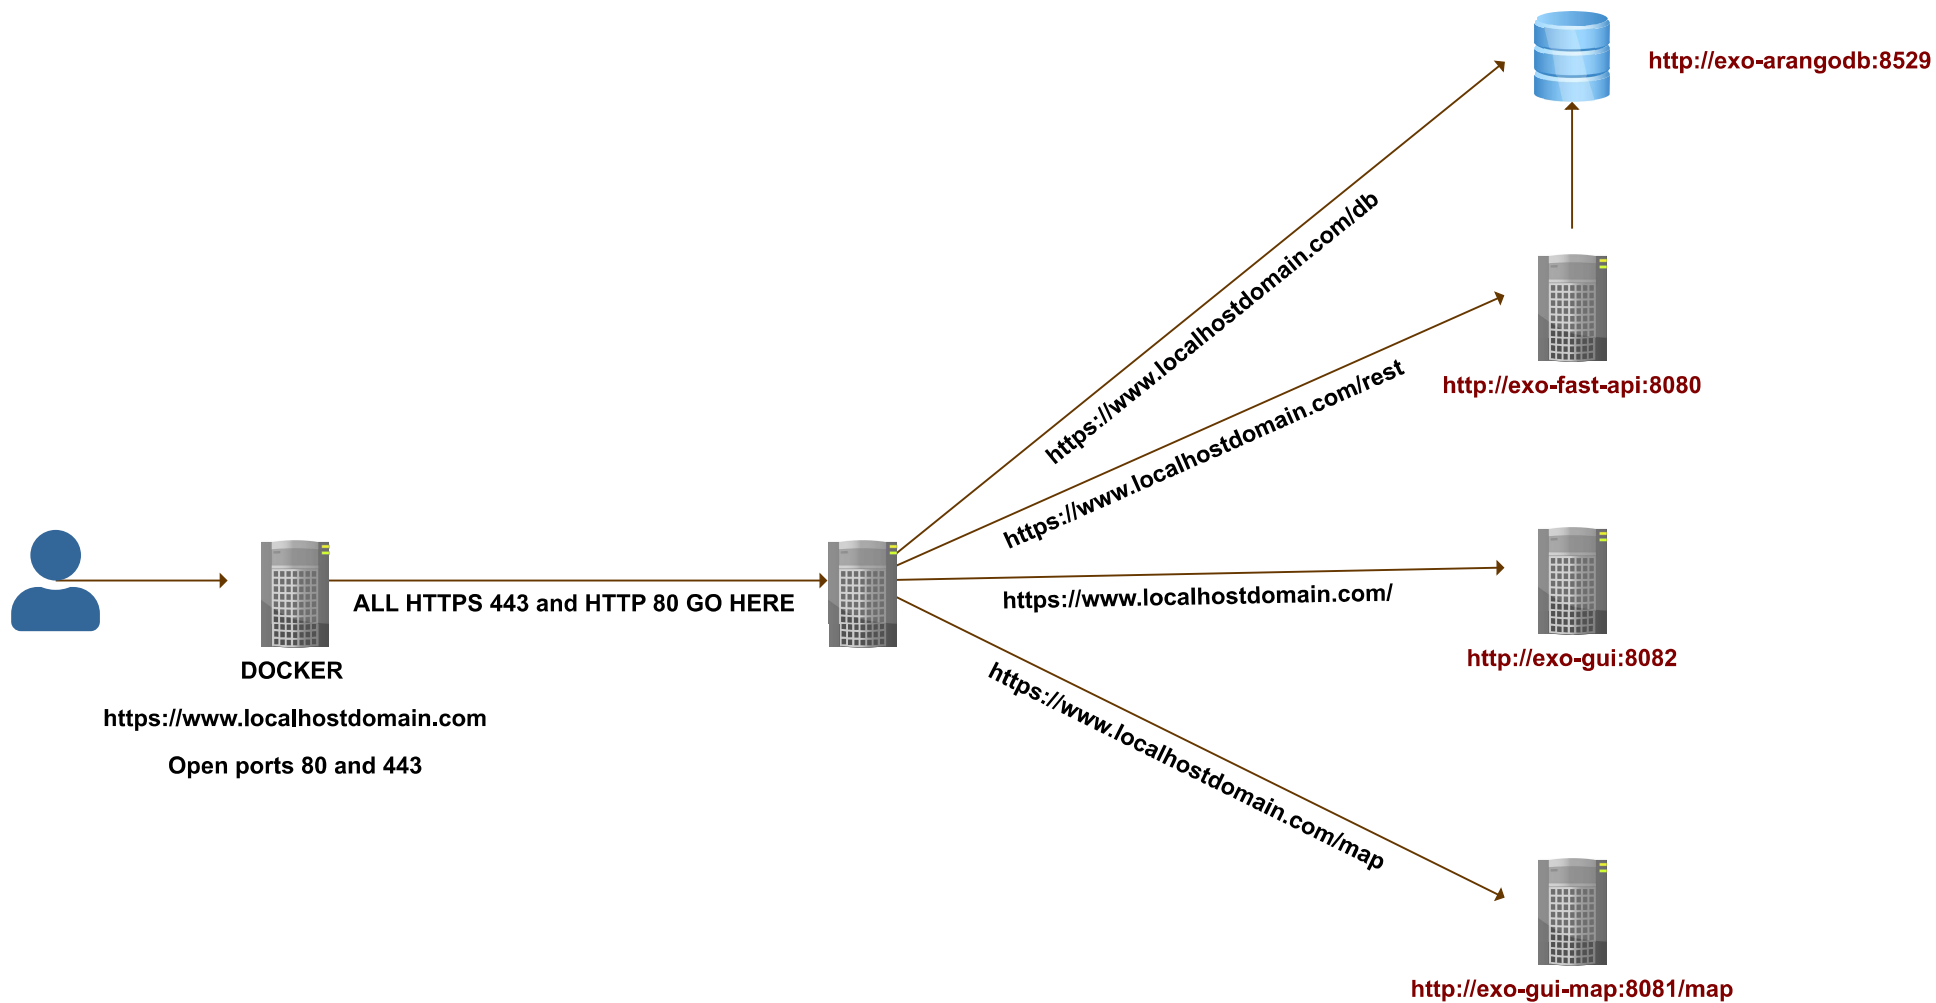 http://exo-arangodb:8529
https://www.localhostdomain.com/db
http://exo-fast-api:8080
https://www.localhostdomain.com/rest
ALL HTTPS 443 and HTTP 80 GO HERE
https://www.localhostdomain.com/
http://exo-gui:8082
DOCKER
https://www.localhostdomain.com
Open ports 80 and 443
https://www.localhostdomain.com/map
http://exo-gui-map:8081/map